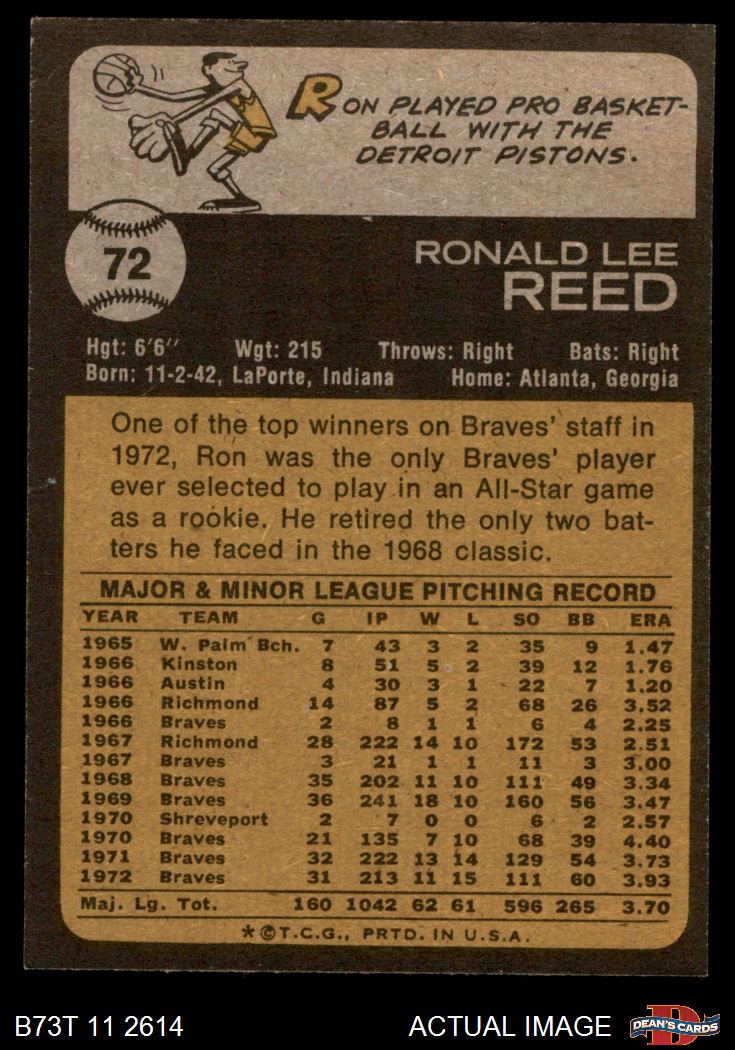 RON PLAYED PRO BASKET-
BALL WITH THE
DETROIT PISTONS.
72
RONALD LEE
REED
Hgt: 6'6" Wgt: 215 Throws: Right Bats: Right
Born: 11-2-42, LaPorte, Indiana Home: Atlanta, Georgia
One of the top winners on Braves' staff in
1972, Ron was the only Braves' player
ever selected to play in an All-Star game
as a rookie. He retired the only two bat-
ters he faced in the 1968 classic.
MAJOR & MINOR LEAGUE PITCHING RECORD
YEAR TEAM G IP W L SO BB ERA
1965 W. Palm Bch. 7 43 3 2 35 9 1.47
1966 Kinston 8 51 5 2 39 12 1.76
1966 Austin 4 30 3 1 22 7 1.20
1966 Richmond 14 87 5 2 68 26 3.52
1966 Braves 2 8 1 1 6 4 2.25
1967 Richmond 28 222 14 10 172 53 2.51
1967 Braves 3 21 1 1 11 3 3.00
1968 Braves 35 202 11 10 111 49 3.34
1969 Braves 36 241 18 10 160 56 3.47
1970 Shreveport 2 7 0 0 6 2 2.57
1970 Braves 21 135 7 10 68 39 4.40
1971 Braves 32 222 13 14 129 54 3.73
1972 Braves 31 213 11 15 111 60 3.93
Maj. Lg. Tot. 160 1042 62 61 596 265 3.70
*©T.C.G., PRTD. IN U.S.A.
B73T 11 2614 ACTUAL IMAGE DEAN'S CARDS